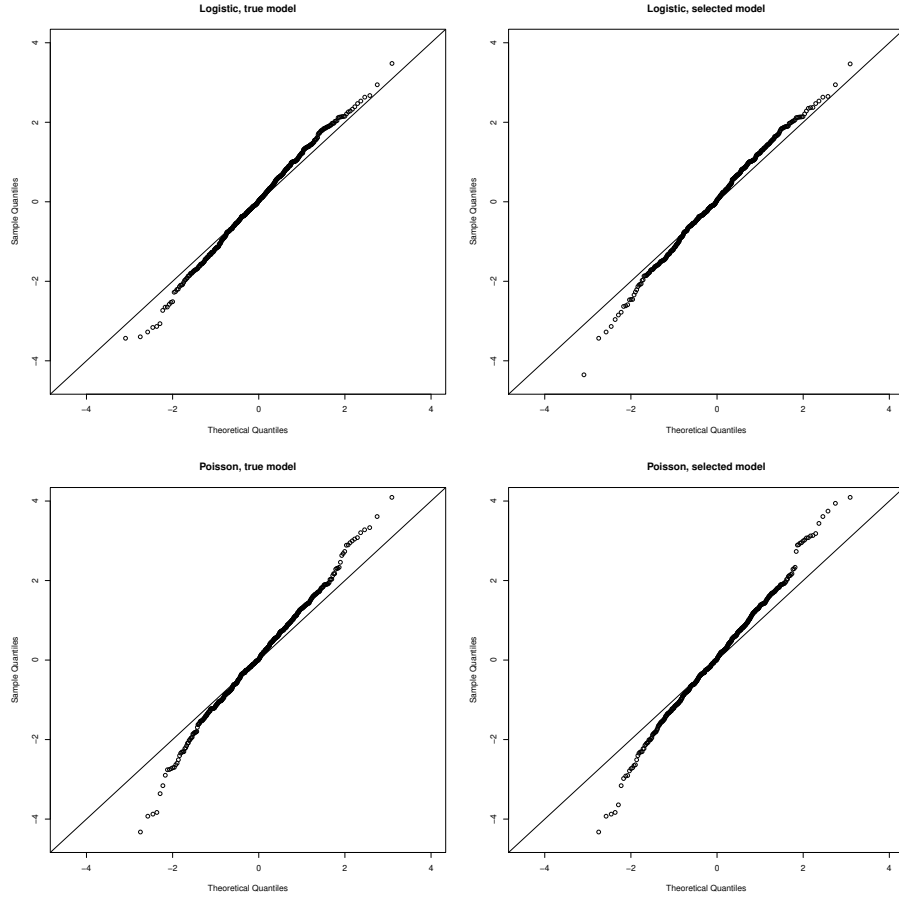 Logistic, true model
Sample Quantiles
4
2
0
−2
−4
−4 −2 0 2 4
Theoretical Quantiles
Logistic, selected model
Sample Quantiles
4
2
0
−2
−4
−4 −2 0 2 4
Theoretical Quantiles
Poisson, true model
Sample Quantiles
4
2
0
−2
−4
−4 −2 0 2 4
Theoretical Quantiles
Poisson, selected model
Sample Quantiles
4
2
0
−2
−4
−4 −2 0 2 4
Theoretical Quantiles